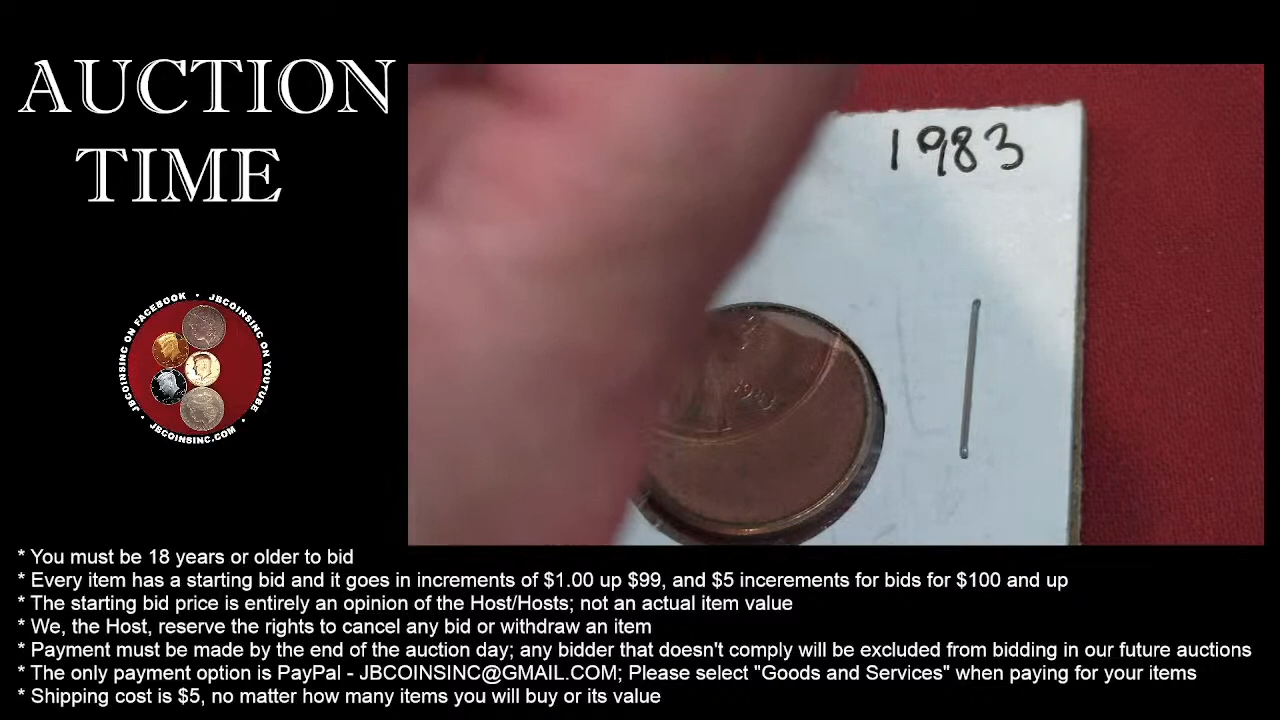 AUCTION
TIME
1983
1983
JBCOINSINC ON FACEBOOK • JBCOINSINC ON YOUTUBE • JBCOINSINC.COM •
* You must be 18 years or older to bid
* Every item has a starting bid and it goes in increments of $1.00 up $99, and $5 incerements for bids for $100 and up
* The starting bid price is entirely an opinion of the Host/Hosts; not an actual item value
* We, the Host, reserve the rights to cancel any bid or withdraw an item
* Payment must be made by the end of the auction day; any bidder that doesn't comply will be excluded from bidding in our future auctions
* The only payment option is PayPal - JBCOINSINC@GMAIL.COM; Please select "Goods and Services" when paying for your items
* Shipping cost is $5, no matter how many items you will buy or its value